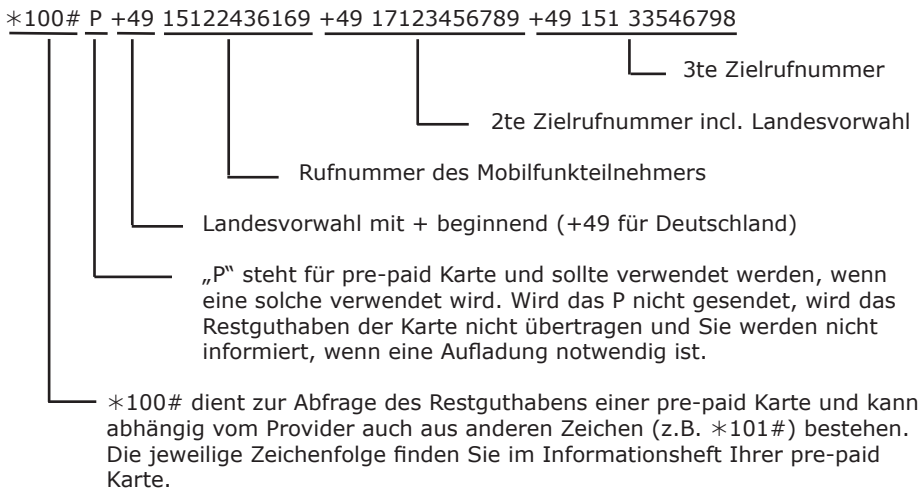 ✳100# P +49 15122436169 +49 17123456789 +49 151 33546798
3te Zielrufnummer
2te Zielrufnummer incl. Landesvorwahl
Rufnummer des Mobilfunkteilnehmers
Landesvorwahl mit + beginnend (+49 für Deutschland)
„P“ steht für pre-paid Karte und sollte verwendet werden, wenn
eine solche verwendet wird. Wird das P nicht gesendet, wird das
Restguthaben der Karte nicht übertragen und Sie werden nicht
informiert, wenn eine Aufladung notwendig ist.
✳100# dient zur Abfrage des Restguthabens einer pre-paid Karte und kann
abhängig vom Provider auch aus anderen Zeichen (z.B. ✳101#) bestehen.
Die jeweilige Zeichenfolge finden Sie im Informationsheft Ihrer pre-paid
Karte.